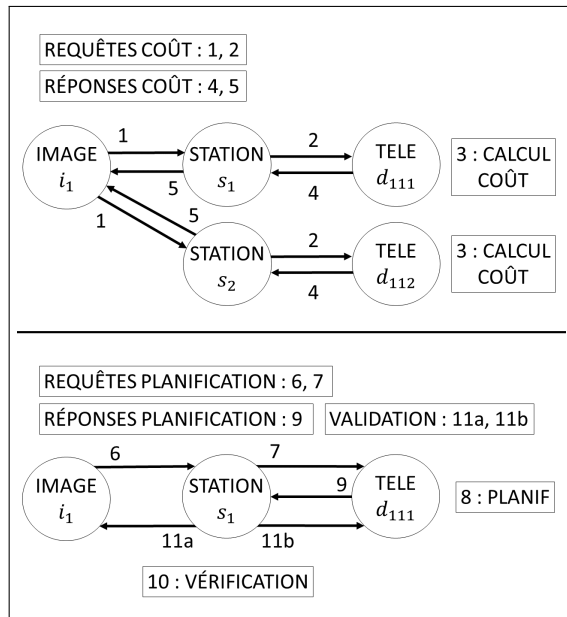 REQUÊTES COÛT : 1, 2
RÉPONSES COÛT : 4, 5
IMAGE
i₁
1
5
STATION
s₁
2
4
TELE
d₁₁₁
3 : CALCUL
COÛT
5
1
STATION
s₂
2
4
TELE
d₁₁₂
3 : CALCUL
COÛT
REQUÊTES PLANIFICATION : 6, 7
RÉPONSES PLANIFICATION : 9
VALIDATION : 11a, 11b
IMAGE
i₁
6
11a
STATION
s₁
7
9
11b
TELE
d₁₁₁
8 : PLANIF
10 : VÉRIFICATION